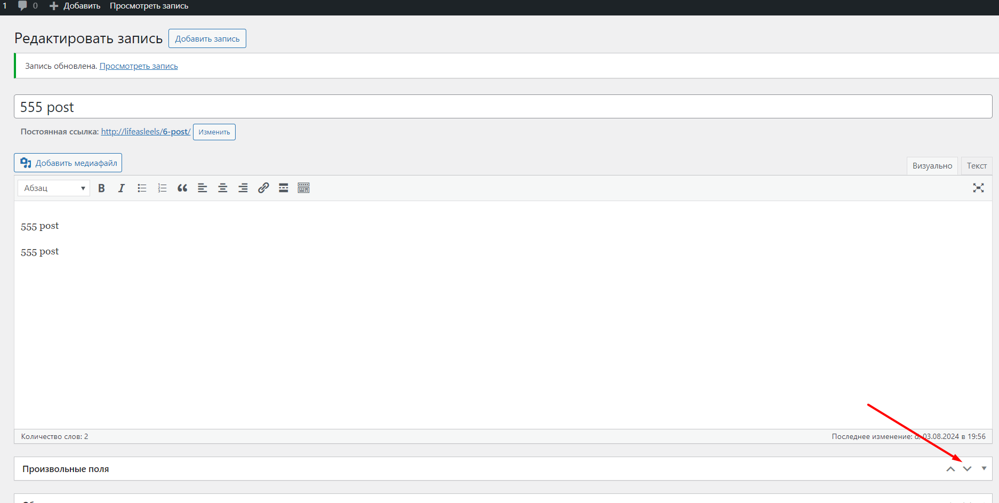 1 0 Добавить Просмотреть запись
Редактировать запись Добавить запись
Запись обновлена. Просмотреть запись
555 post
Постоянная ссылка: http://lifeasleels/6-post/ Изменить
Добавить медиафайл Визуально Текст
Абзац B I
555 post
555 post
Количество слов: 2 Последнее изменение: d, 03.08.2024 в 19:56
Произвольные поля